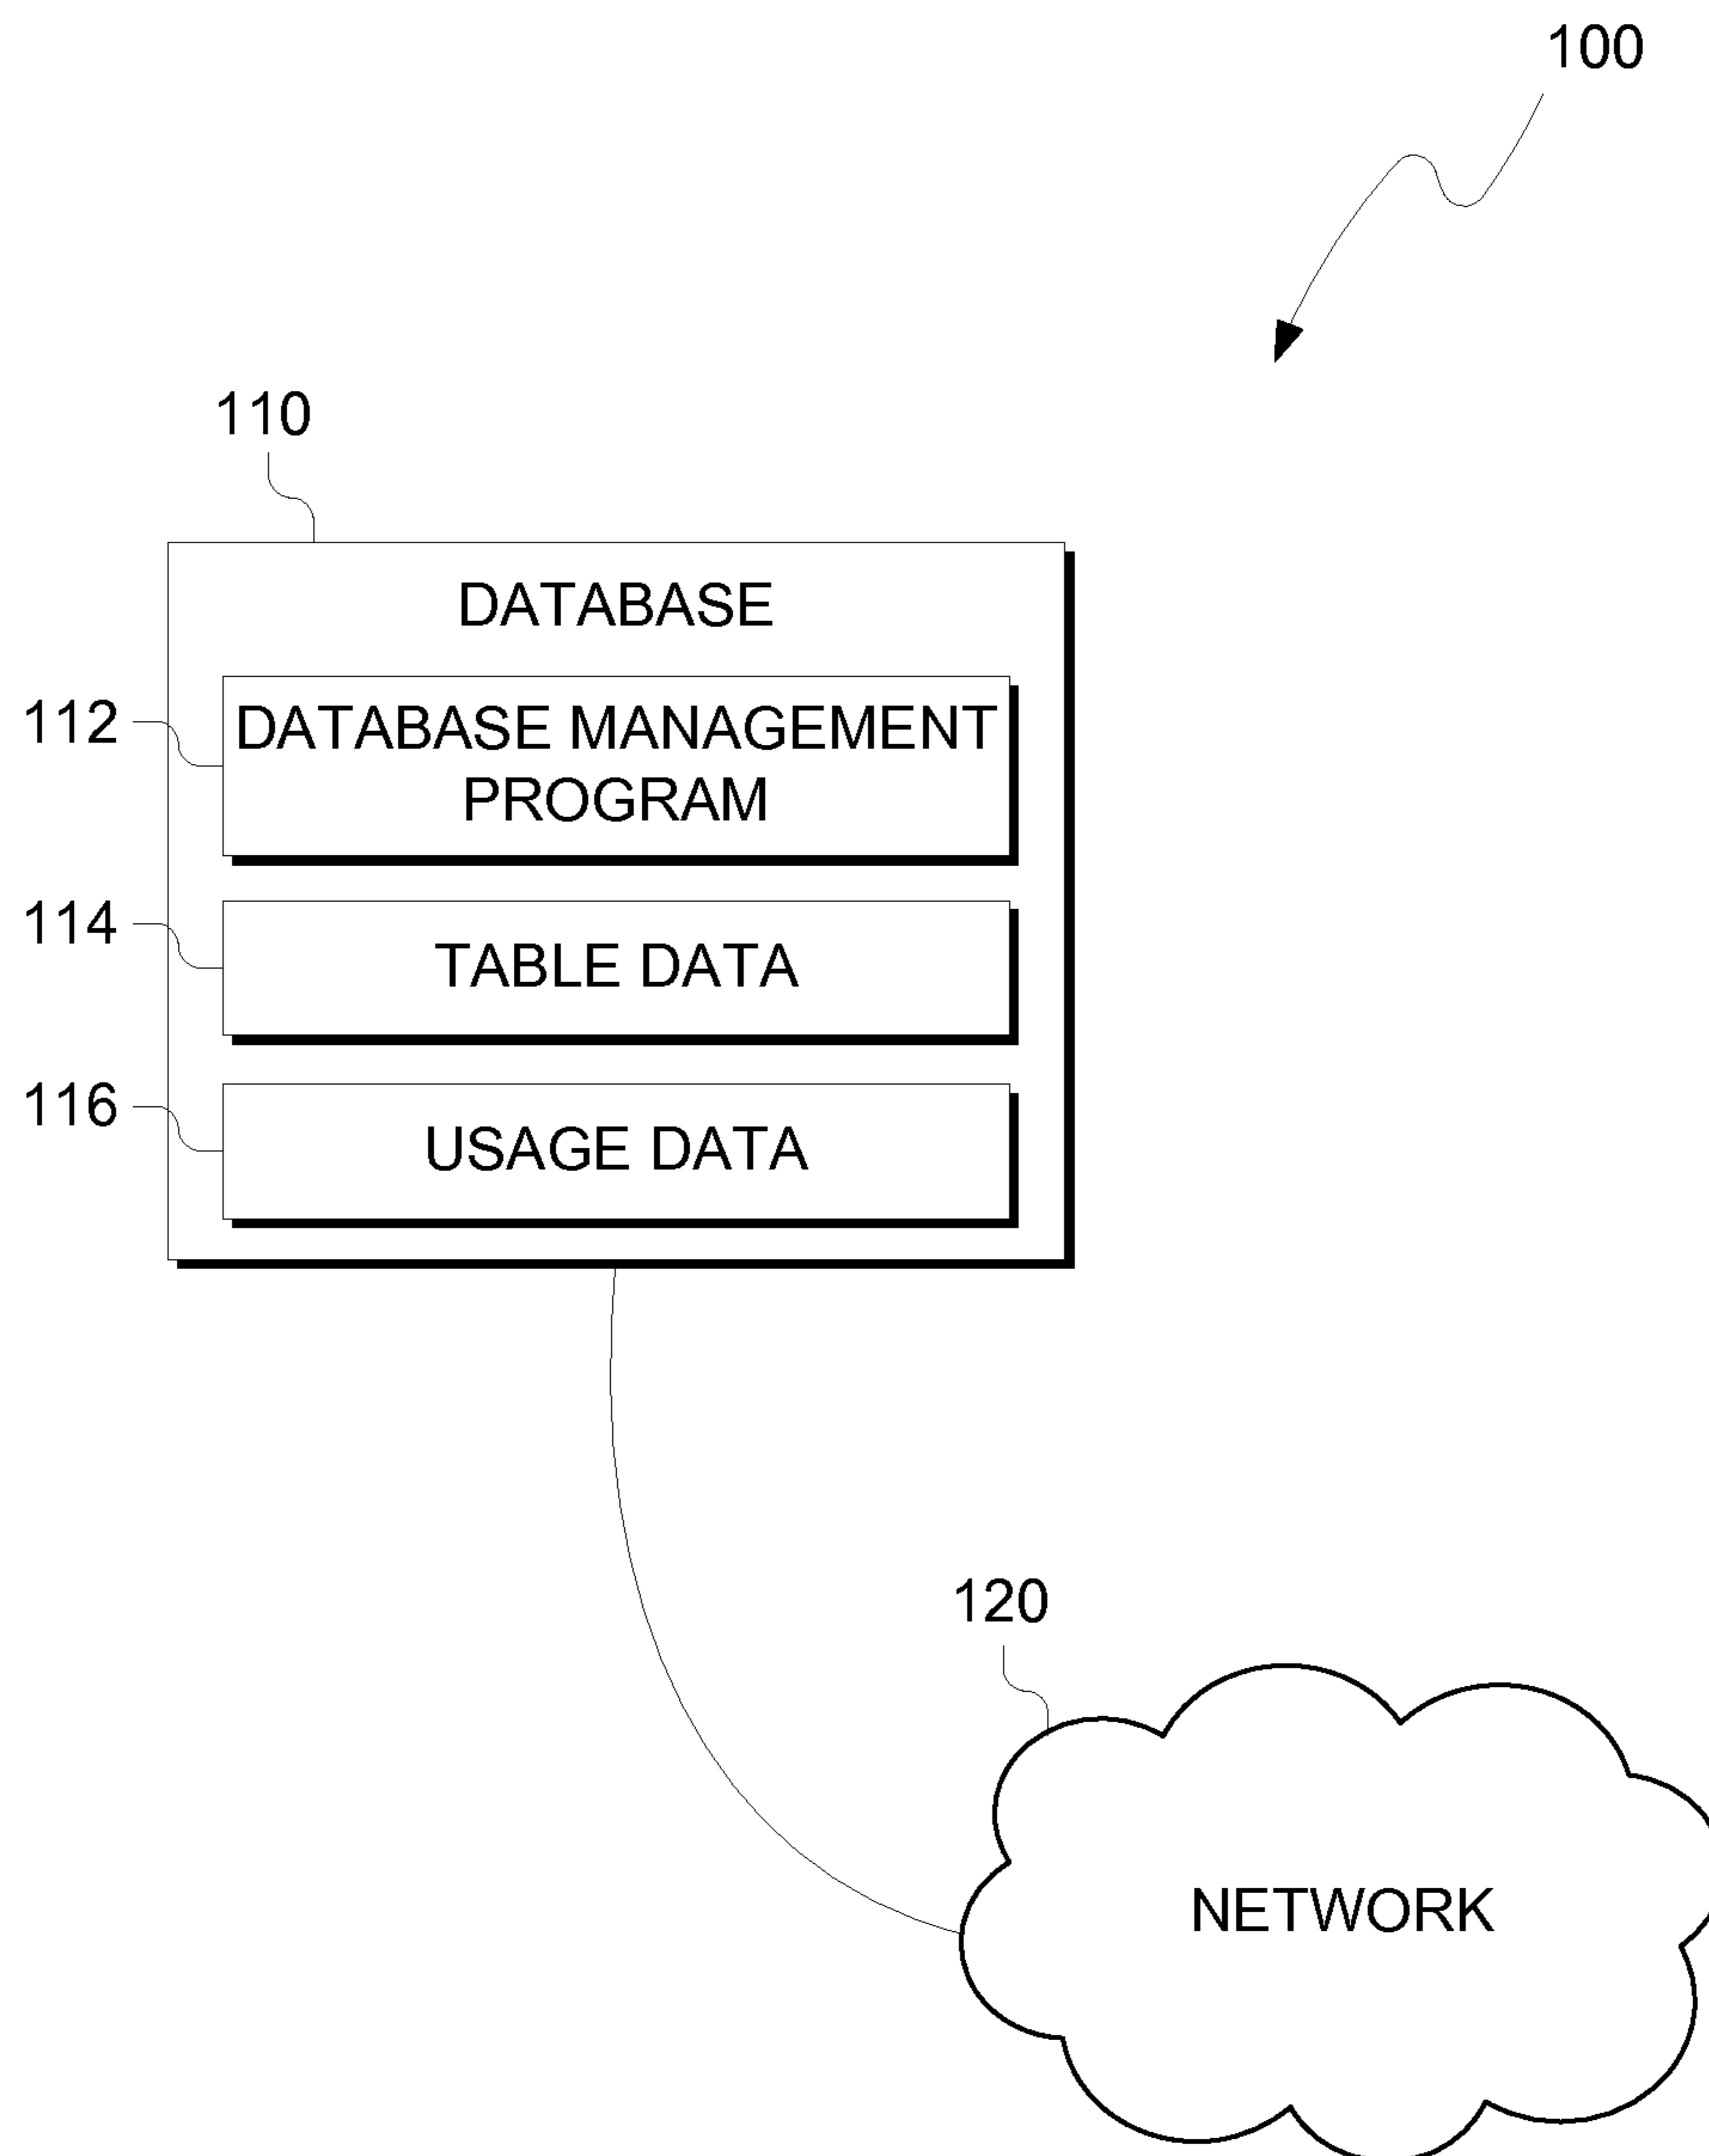 100
110
DATABASE
112
DATABASE MANAGEMENT
PROGRAM
114
TABLE DATA
116
USAGE DATA
120
NETWORK